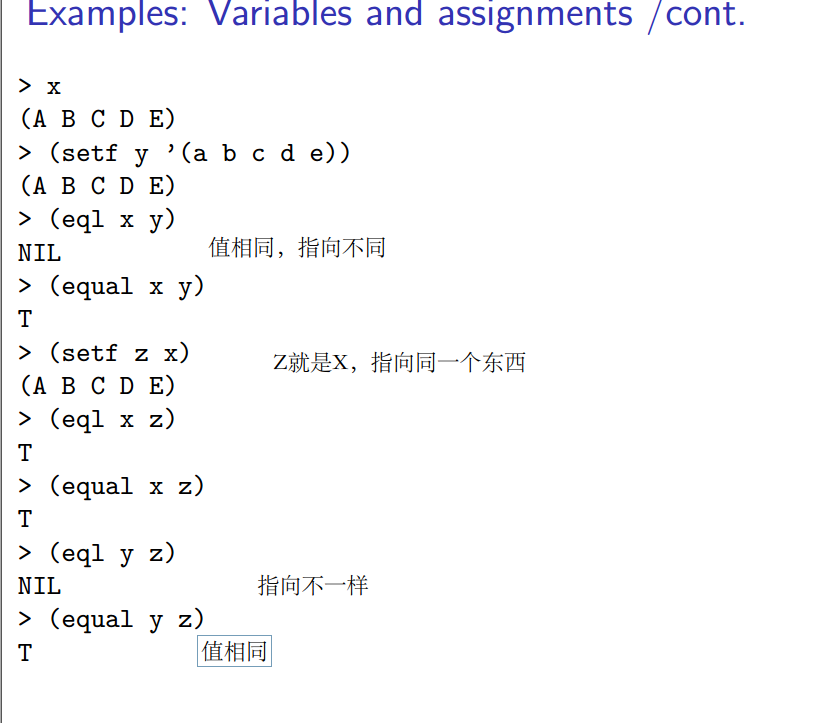 Examples: Variables and assignments /cont.
> x
(A B C D E)
> (setf y ’(a b c d e))
(A B C D E)
> (eql x y)
NIL
值相同，指向不同
> (equal x y)
T
> (setf z x)
Z就是X，指向同一个东西
(A B C D E)
> (eql x z)
T
> (equal x z)
T
> (eql y z)
NIL
指向不一样
> (equal y z)
T
值相同